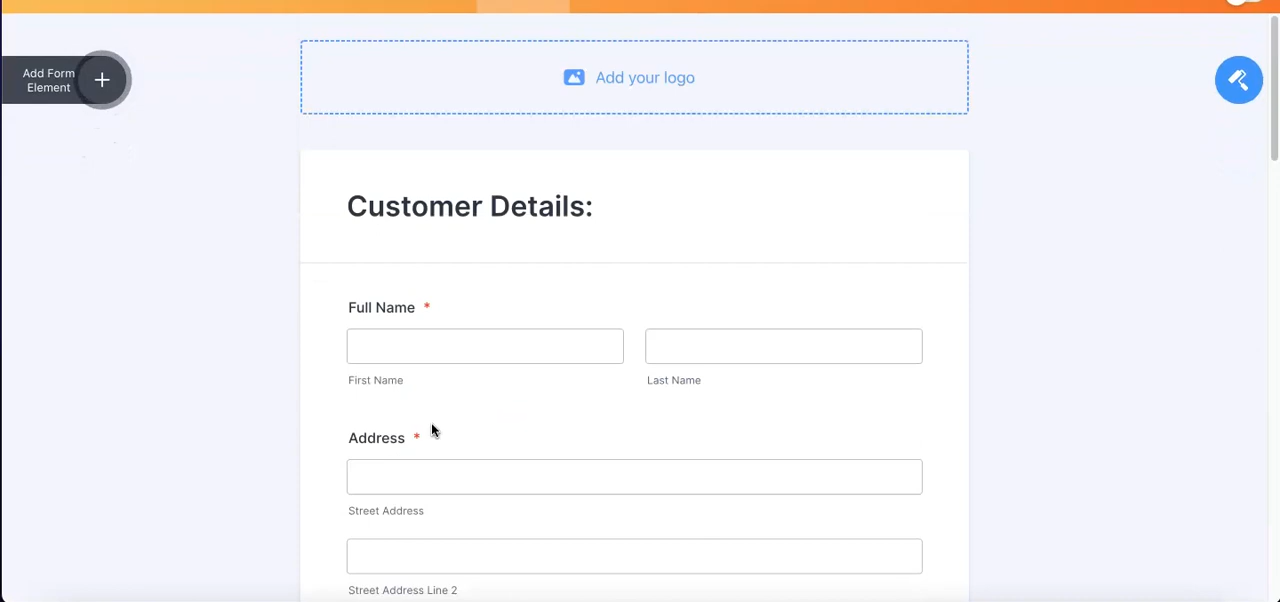 Add Form
Element
Add your logo
Customer Details:
Full Name *
First Name
Last Name
Address *
Street Address
Street Address Line 2